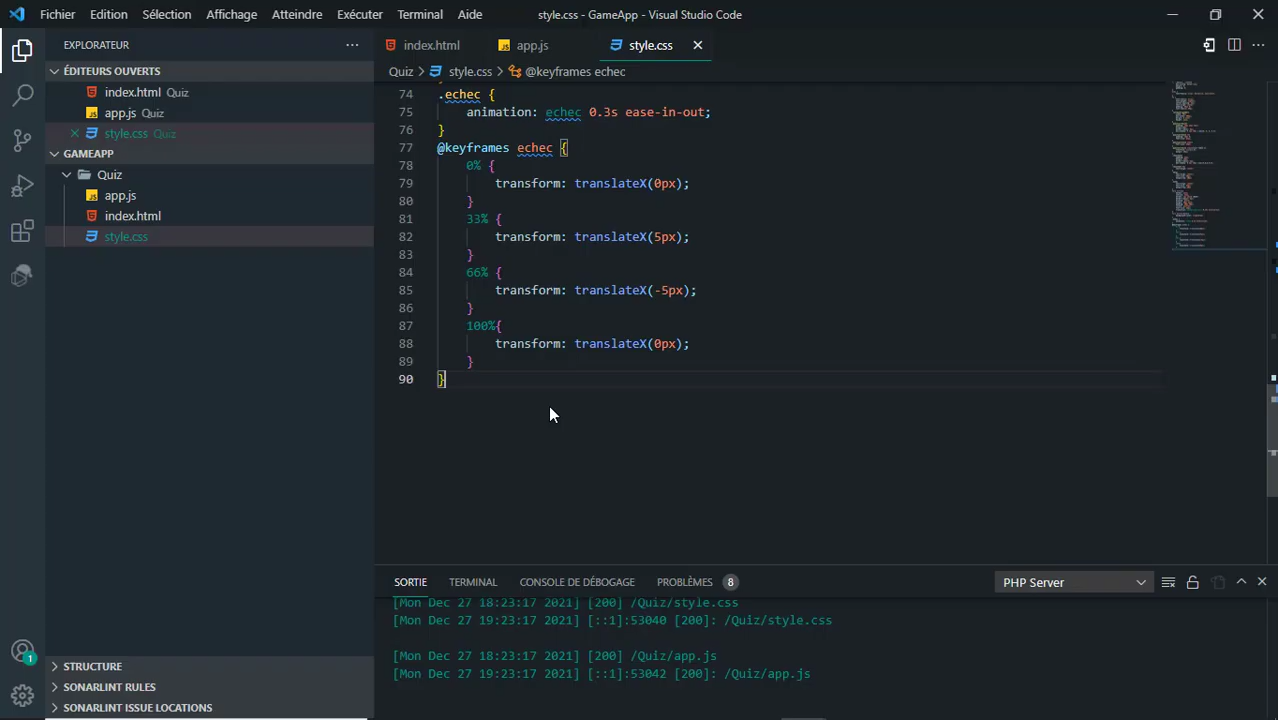 Fichier Edition Sélection Affichage Atteindre Exécuter Terminal Aide style.css - GameApp - Visual Studio Code
EXPLORATEUR
ÉDITEURS OUVERTS
index.html Quiz
app.js Quiz
style.css Quiz
GAMEAPP
Quiz
app.js
index.html
style.css
STRUCTURE
SONARLINT RULES
SONARLINT ISSUE LOCATIONS
1
index.html app.js style.css
Quiz > style.css > @keyframes echec
74 .echec {
75 animation: echec 0.3s ease-in-out;
76 }
77 @keyframes echec {
78 0% {
79 transform: translateX(0px);
80 }
81 33% {
82 transform: translateX(5px);
83 }
84 66% {
85 transform: translateX(-5px);
86 }
87 100%{
88 transform: translateX(0px);
89 }
90 }
SORTIE TERMINAL CONSOLE DE DÉBOGAGE PROBLÈMES 8 PHP Server
[Mon Dec 27 18:23:17 2021] [200] /Quiz/style.css
[Mon Dec 27 19:23:17 2021] [::1]:53040 [200]: /Quiz/style.css
[Mon Dec 27 18:23:17 2021] [200] /Quiz/app.js
[Mon Dec 27 19:23:17 2021] [::1]:53042 [200]: /Quiz/app.js